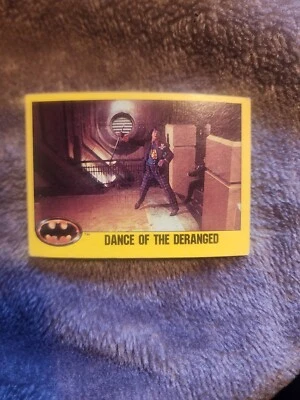 DANCE OF THE DERANGED